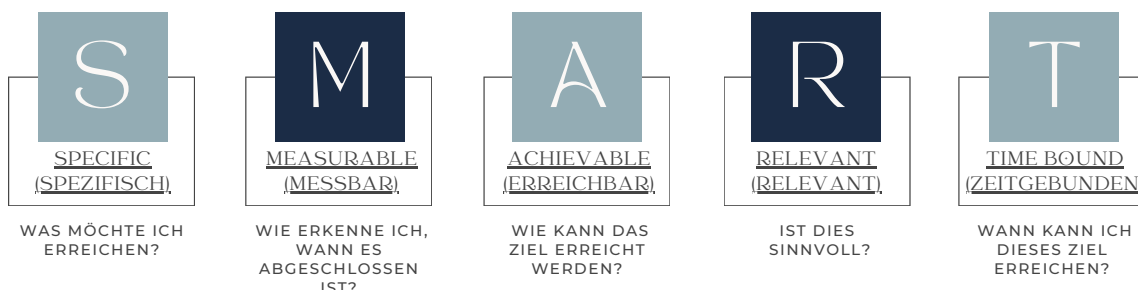 S
SPECIFIC
(SPEZIFISCH)
WAS MÖCHTE ICH
ERREICHEN?
M
MEASURABLE
(MESSBAR)
WIE ERKENNE ICH,
WANN ES
ABGESCHLOSSEN
IST?
A
ACHIEVABLE
(ERREICHBAR)
WIE KANN DAS
ZIEL ERREICHT
WERDEN?
R
RELEVANT
(RELEVANT)
IST DIES
SINNVOLL?
T
TIME BOUND
(ZEITGEBUNDEN
WANN KANN ICH
DIESES ZIEL
ERREICHEN?